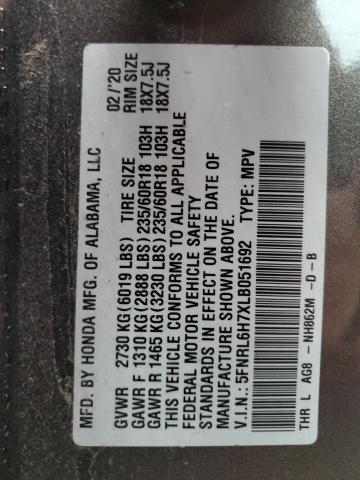 MFD. BY HONDA MFG. OF ALABAMA, LLC 02/'20
GVWR 2730 KG (6019 LBS) TIRE SIZE RIM SIZE
GAWR F 1310 KG (2888 LBS) 235/60R18 103H 18X7.5J
GAWR R 1465 KG (3230 LBS) 235/60R18 103H 18X7.5J
THIS VEHICLE CONFORMS TO ALL APPLICABLE
FEDERAL MOTOR VEHICLE SAFETY
STANDARDS IN EFFECT ON THE DATE OF
MANUFACTURE SHOWN ABOVE.
V.I.N.: 5FNRL6H7XLB051692 TYPE: MPV
THR L AG8 - NH862M -D-B